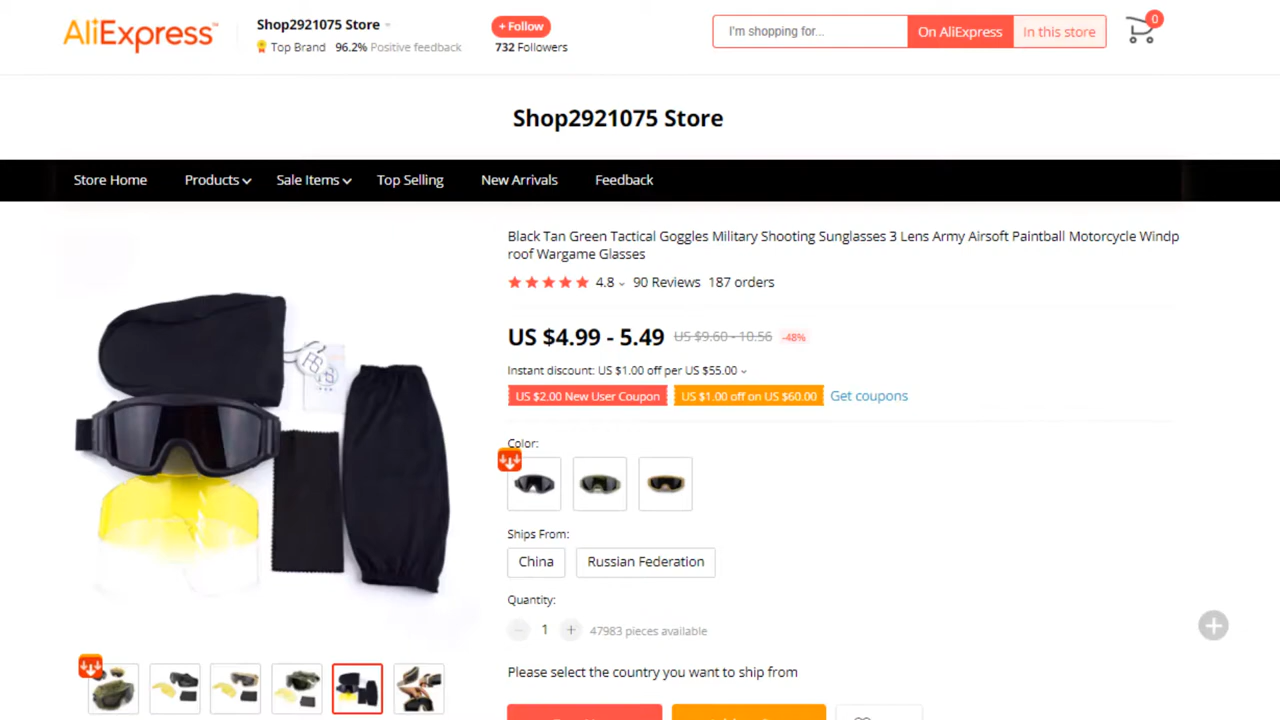 AliExpress™
Shop2921075 Store
+ Follow
Top Brand 96.2% Positive feedback
732 Followers
I'm shopping for...
On AliExpress
In this store
0
Shop2921075 Store
Store Home Products Sale Items Top Selling New Arrivals Feedback
Black Tan Green Tactical Goggles Military Shooting Sunglasses 3 Lens Army Airsoft Paintball Motorcycle Windp
roof Wargame Glasses
4.8 90 Reviews 187 orders
US $4.99 - 5.49 US $9.60 - 10.56 -48%
Instant discount: US $1.00 off per US $55.00
US $2.00 New User Coupon US $1.00 off on US $60.00 Get coupons
Color:
Ships From:
China Russian Federation
Quantity:
− 1 + 47983 pieces available
Please select the country you want to ship from